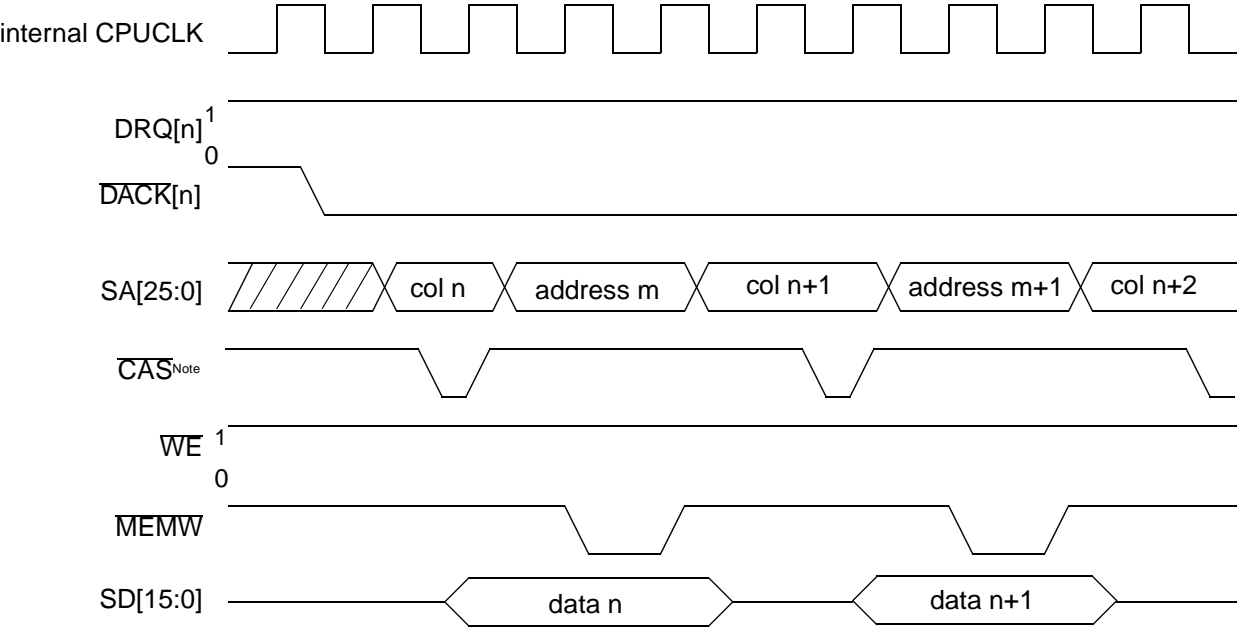 internal CPUCLK
DRQ[n] 1
0
DACK[n]
SA[25:0] col n address m col n+1 address m+1 col n+2
CAS Note
WE 1
0
MEMW
SD[15:0] data n data n+1